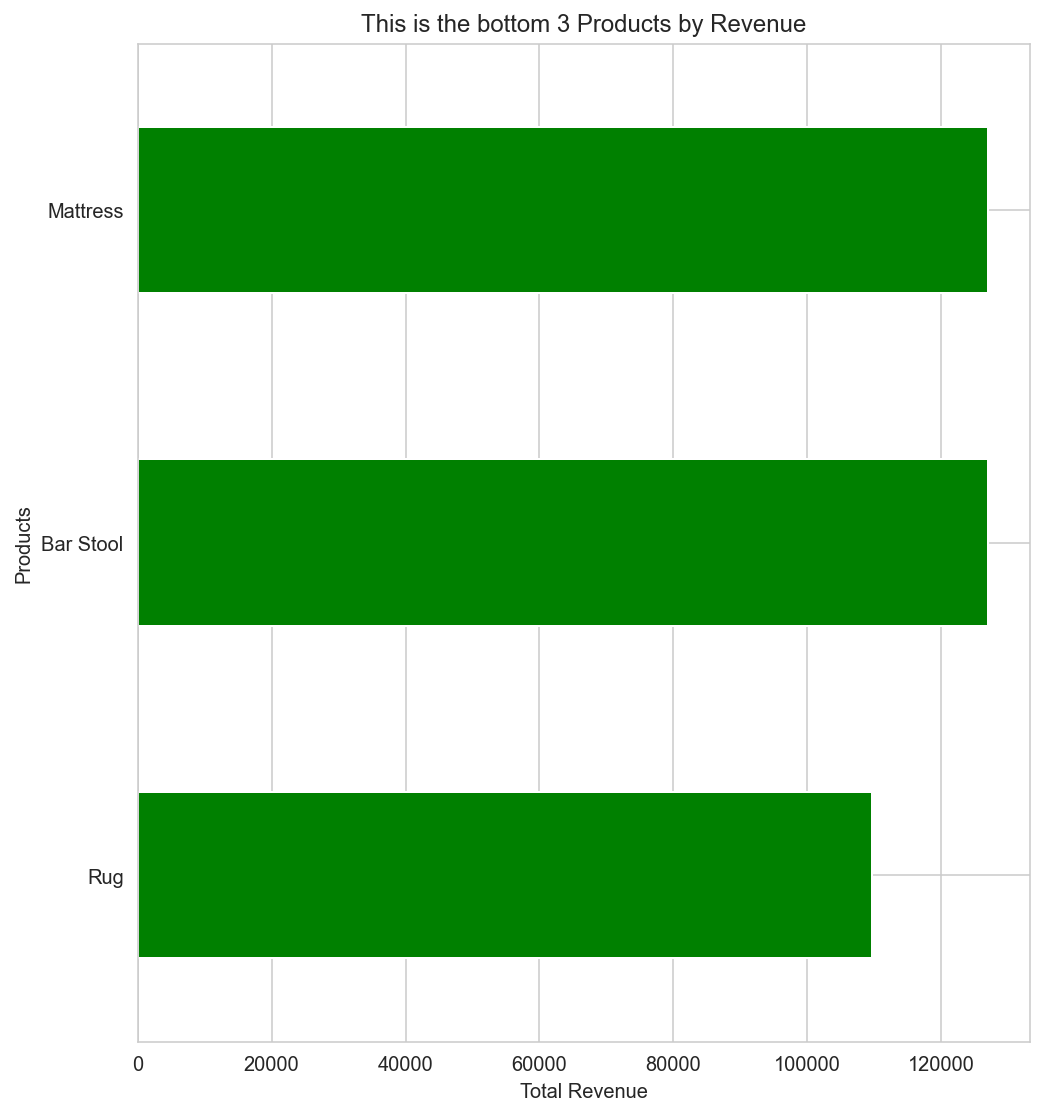 This is the bottom 3 Products by Revenue
Mattress
Bar Stool
Rug
Products
0 20000 40000 60000 80000 100000 120000
Total Revenue